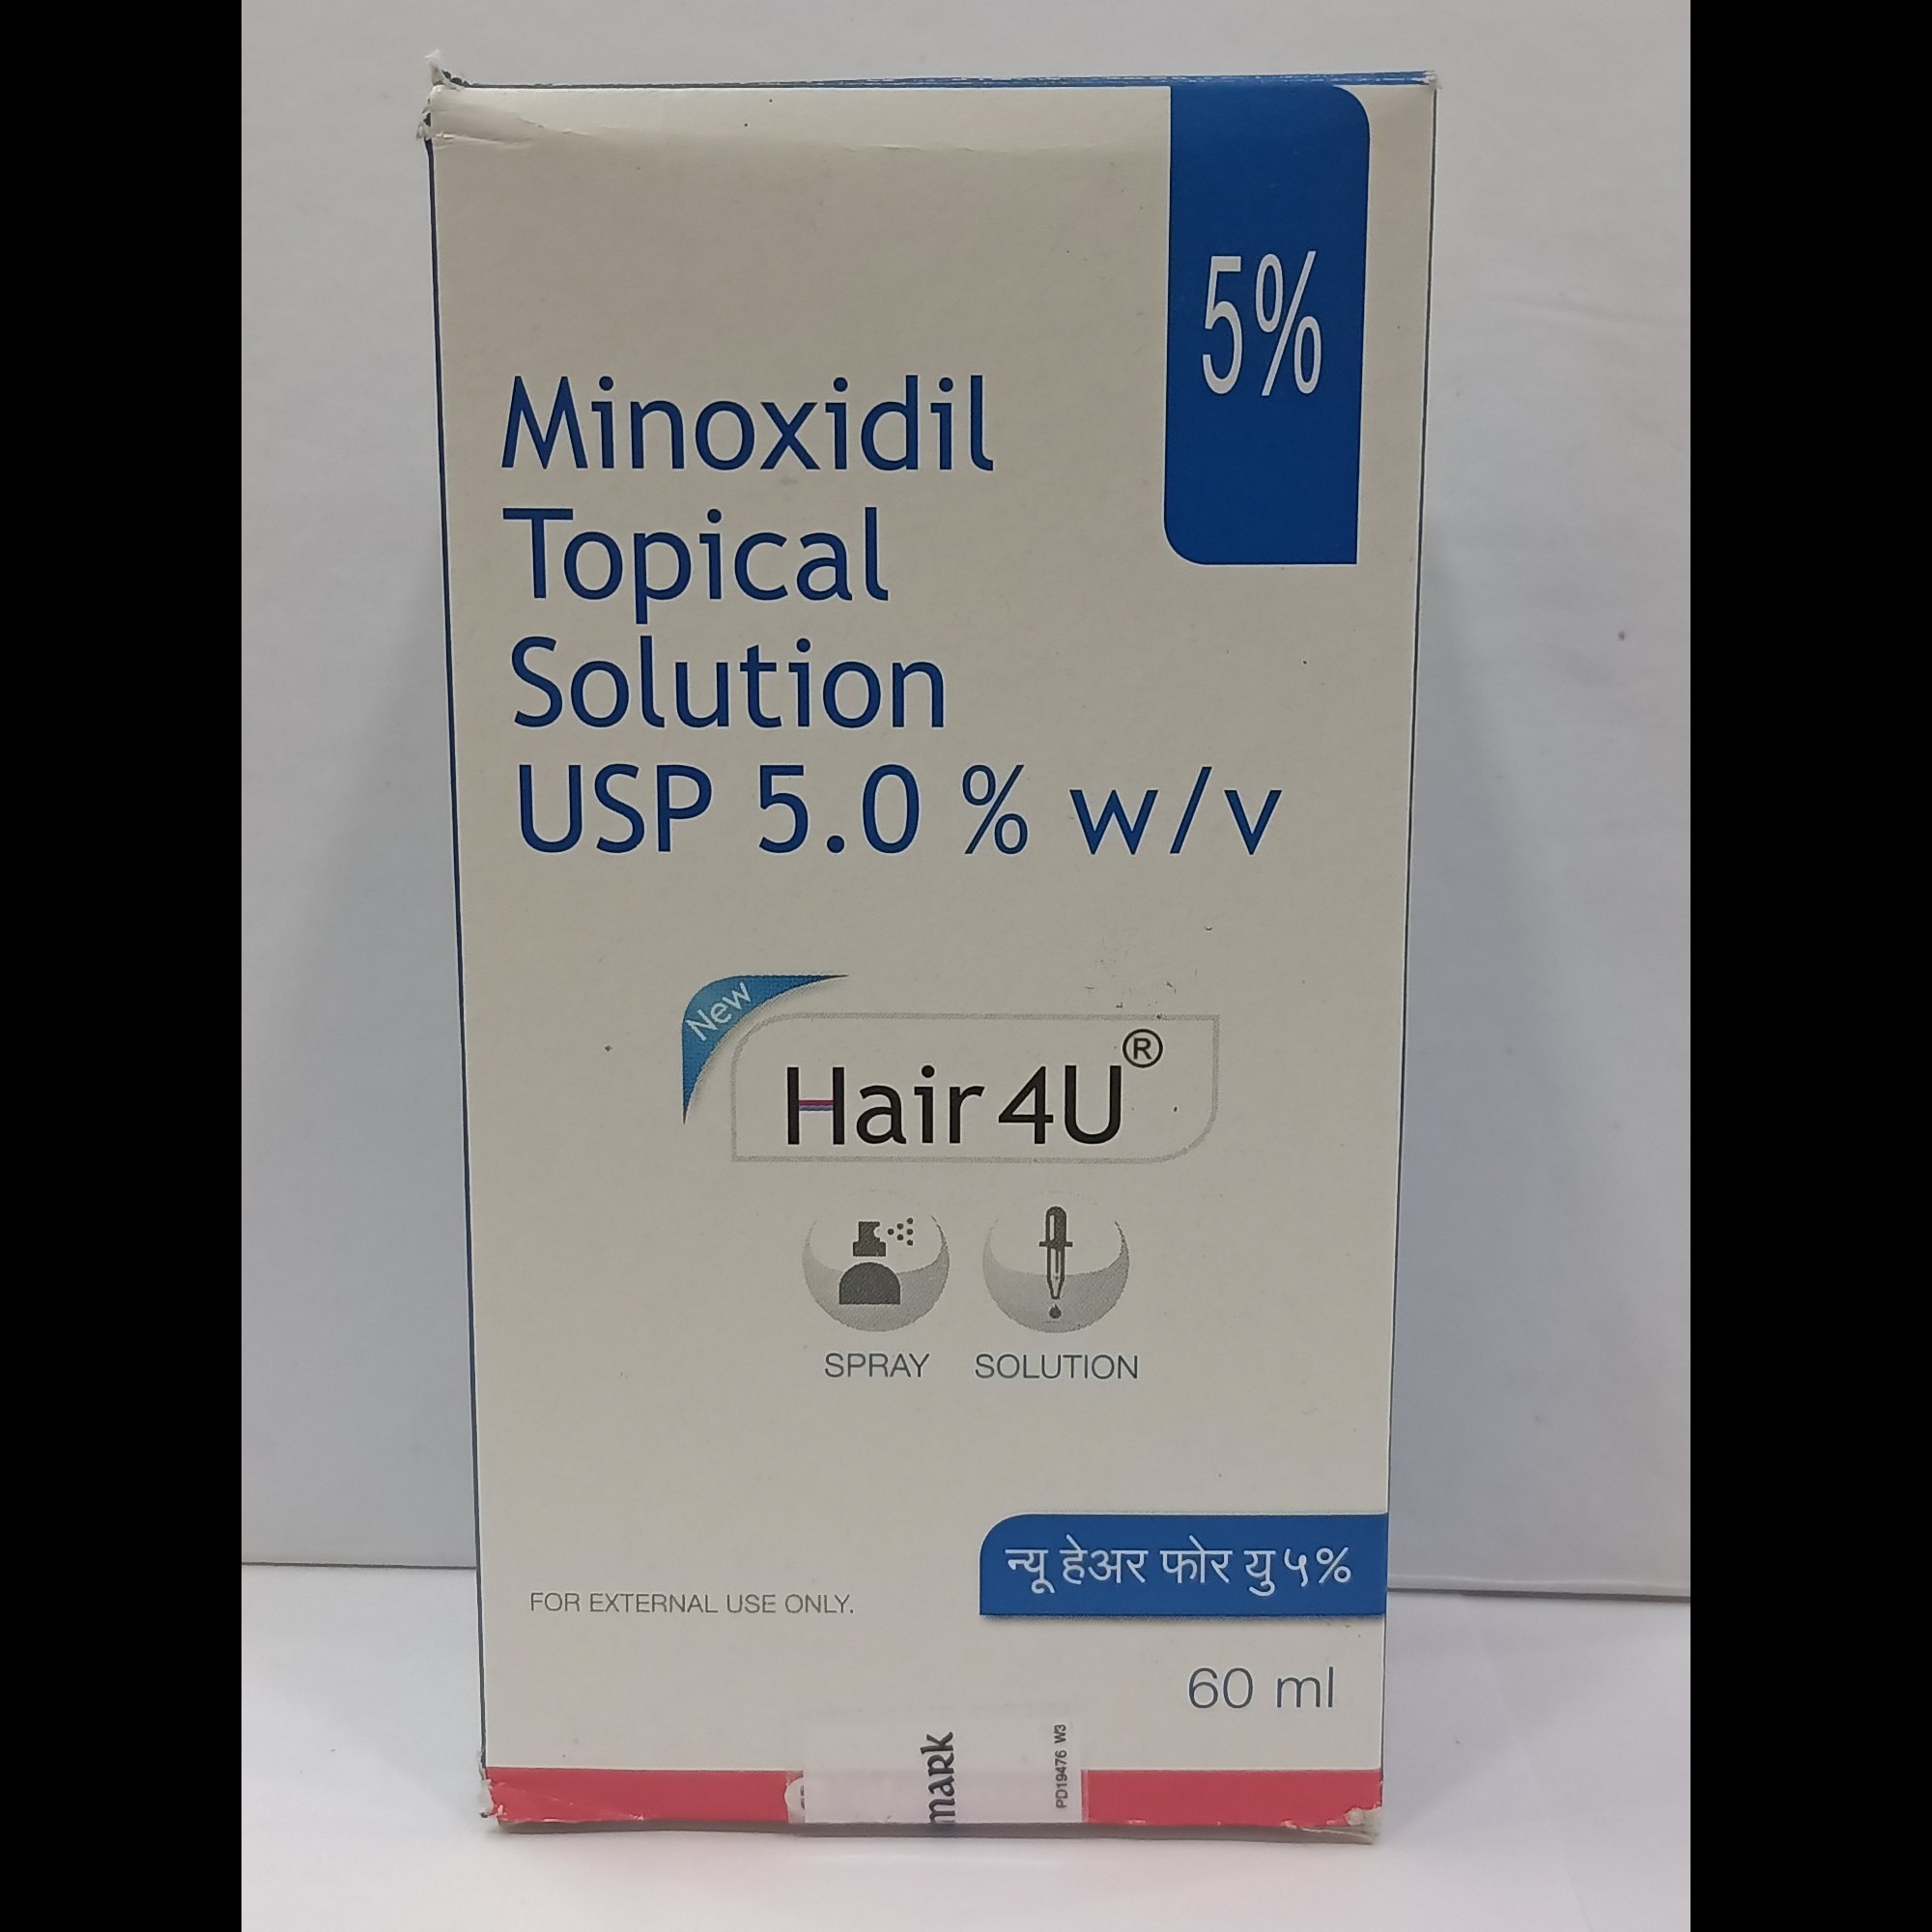 5%
Minoxidil
Topical
Solution
USP 5.0 % w/v
New
Hair 4U®
SPRAY SOLUTION
न्यू हेअर फोर यु ५%
FOR EXTERNAL USE ONLY.
60 ml
mark
PD19476 W3